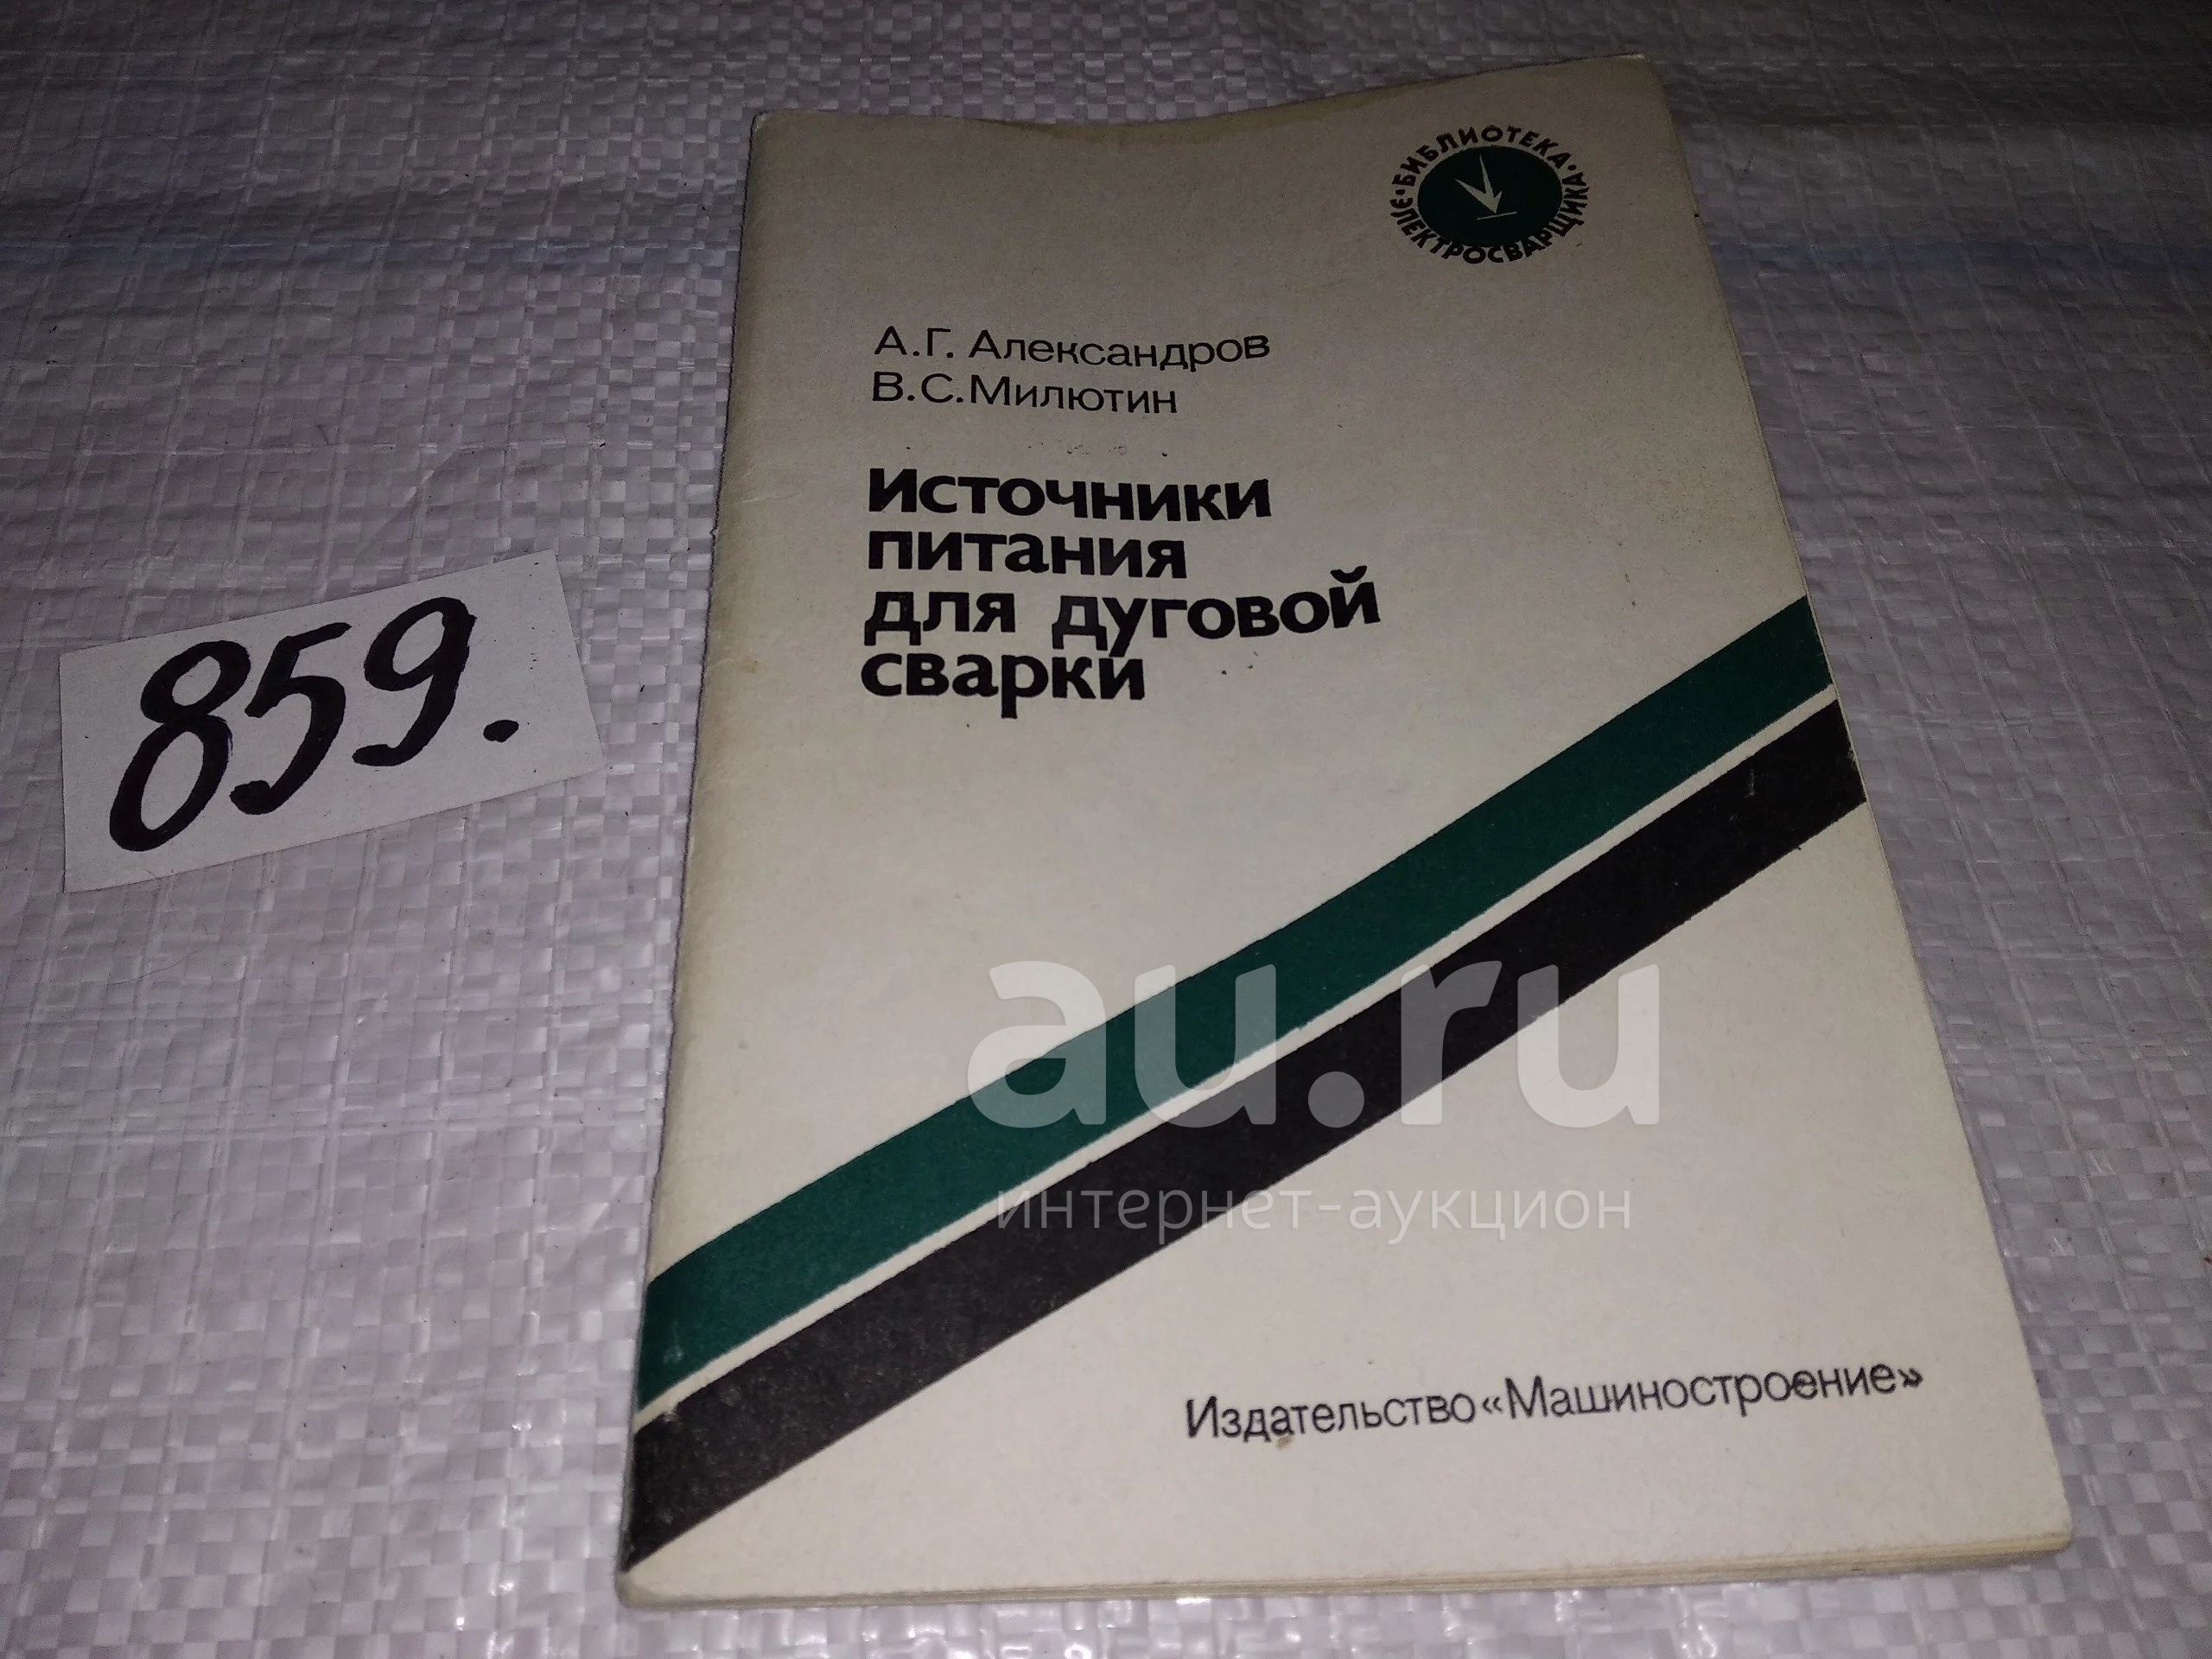 БИБЛИОТЕКА • ЭЛЕКТРОСВАРЩИКА •
А.Г. Александров
В.С.Милютин
Источники
питания
для дуговой
сварки
859.
au.ru
интернет-аукцион
Издательство «Машиностроение»